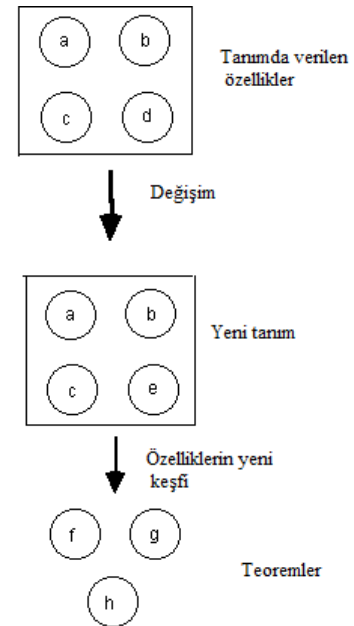 a b
Tanımda verilen
özellikler
c d
Değişim
a b
Yeni tanım
c e
Özelliklerin yeni
keşfi
f g
Teoremler
h